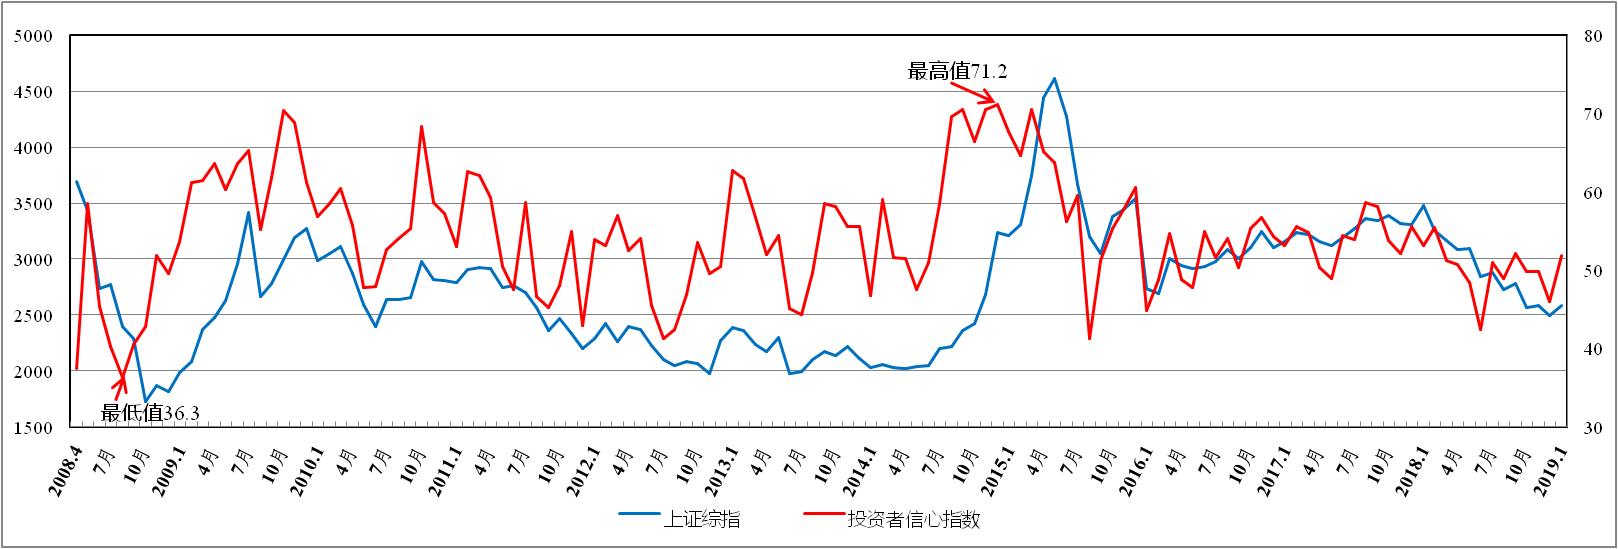 最高值71.2
最低值36.3
5000
4500
4000
3500
3000
2500
2000
1500
80
70
60
50
40
30
2008.4
7月
10月
2009.1
4月
7月
10月
2010.1
4月
7月
10月
2011.1
4月
7月
10月
2012.1
4月
7月
10月
2013.1
4月
7月
10月
2014.1
4月
7月
10月
2015.1
4月
7月
10月
2016.1
4月
7月
10月
2017.1
4月
7月
10月
2018.1
4月
7月
10月
2019.1
上证综指
投资者信心指数